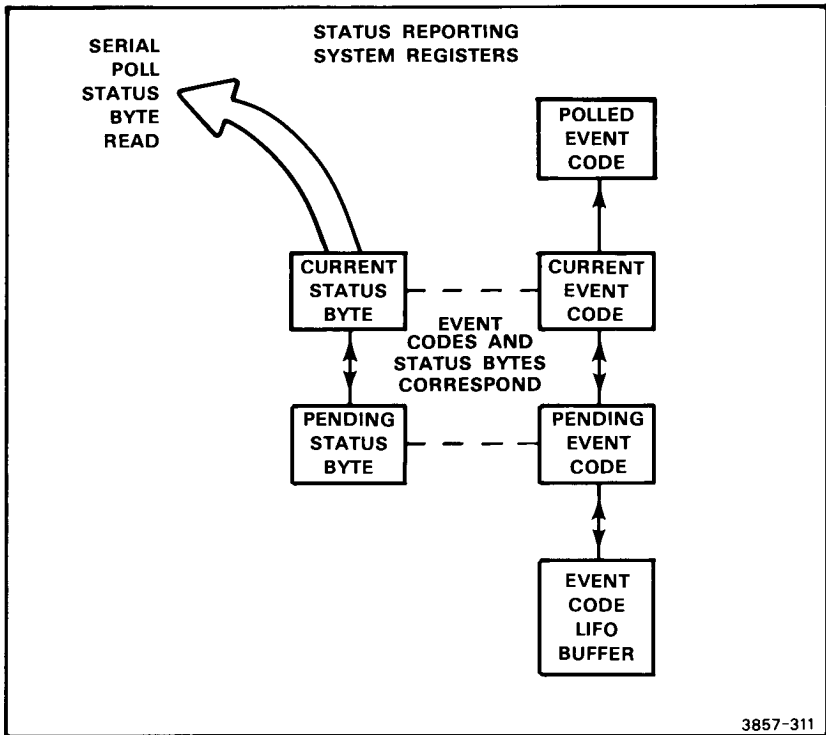 STATUS REPORTING
SYSTEM REGISTERS
SERIAL
POLL
STATUS
BYTE
READ
POLLED
EVENT
CODE
CURRENT
STATUS
BYTE
CURRENT
EVENT
CODE
EVENT
CODES AND
STATUS BYTES
CORRESPOND
PENDING
STATUS
BYTE
PENDING
EVENT
CODE
EVENT
CODE
LIFO
BUFFER
3857-311